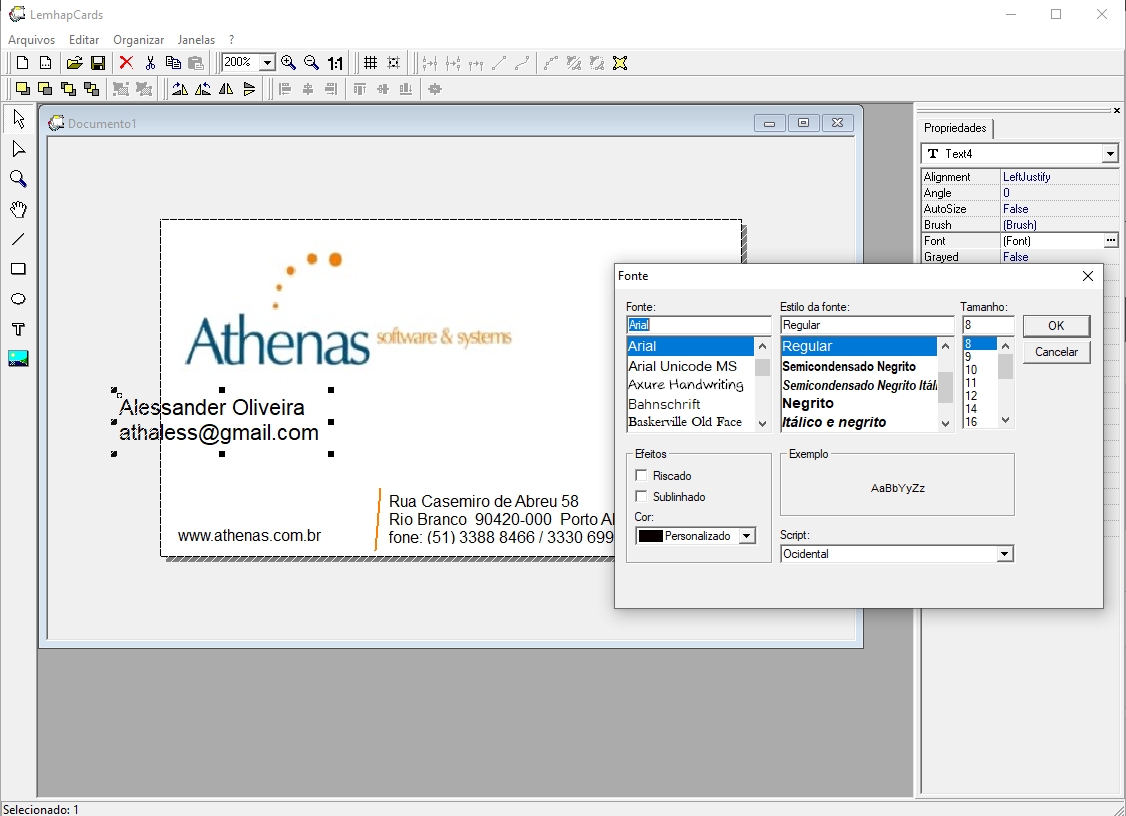 LemhapCards
Arquivos Editar Organizar Janelas ?
200% 1:1
Documento1
Athenas software & systems
Alessander Oliveira
athaless@gmail.com
www.athenas.com.br
Rua Casemiro de Abreu 58
Rio Branco 90420-000 Porto Al
fone: (51) 3388 8466 / 3330 699
Propriedades
T Text4
Alignment LeftJustify
Angle 0
AutoSize False
Brush (Brush)
Font (Font) ...
Grayed False
Fonte
Fonte: Estilo da fonte: Tamanho:
Arial Regular 8 OK
Cancelar
Arial
Arial Unicode MS
Axure Handwriting
Bahnschrift
Baskerville Old Face
Regular
Semicondensado Negrito
Semicondensado Negrito Itáli
Negrito
Itálico e negrito
8
9
10
11
12
14
16
Efeitos
Riscado
Sublinhado
Cor:
Personalizado
Exemplo
AaBbYyZz
Script:
Ocidental
T
Selecionado: 1